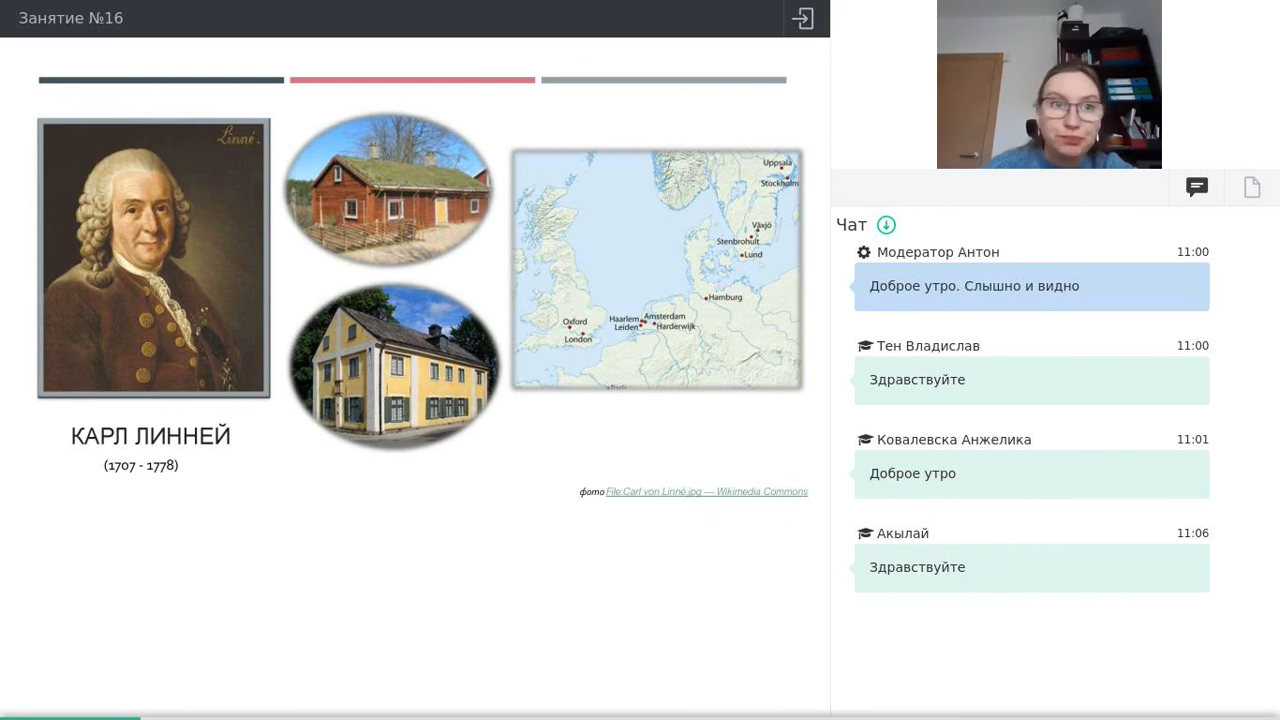 Занятие №16
Linné.
Uppsala
Stockholm
Växjö
Stenbrohult
Lund
Hamburg
Haarlem
Amsterdam
Leiden
Harderwijk
Oxford
London
Paris
КАРЛ ЛИННЕЙ
(1707 - 1778)
фото File:Carl von Linné.jpg — Wikimedia Commons
Чат
Модератор Антон 11:00
Доброе утро. Слышно и видно
Тен Владислав 11:00
Здравствуйте
Ковалевска Анжелика 11:01
Доброе утро
Акылай 11:06
Здравствуйте